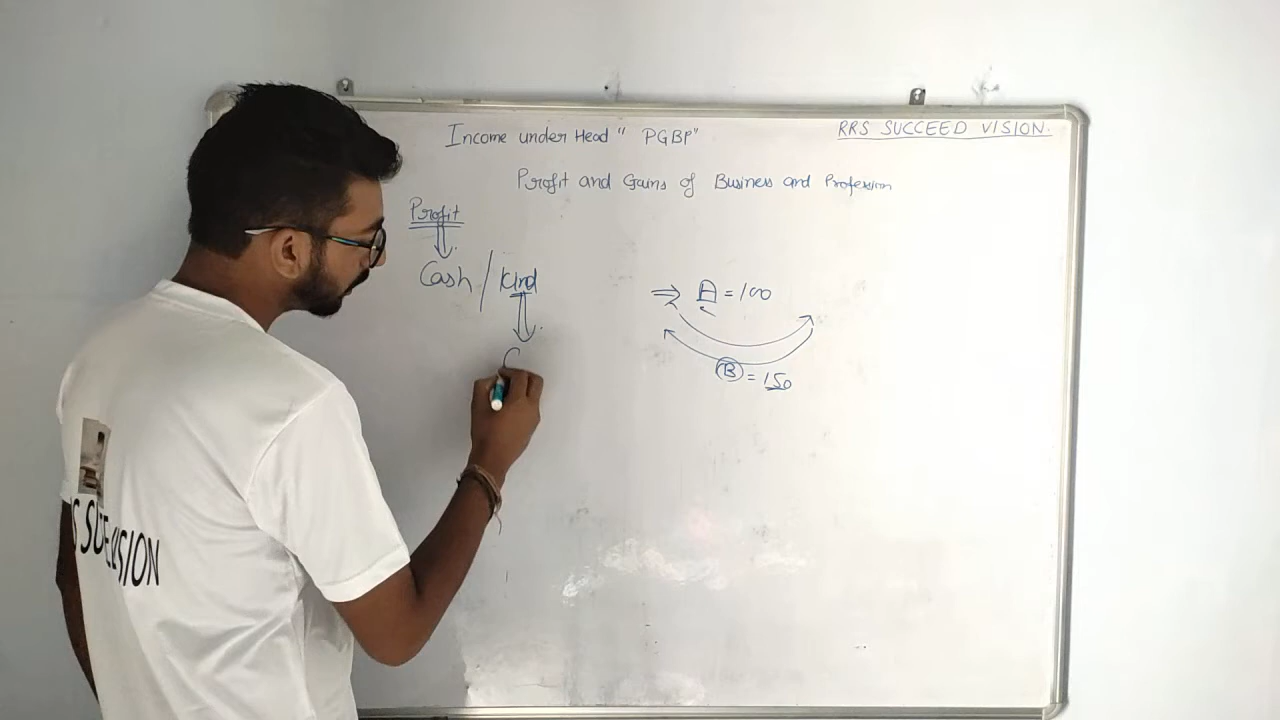 Income under Head " PGBP"
RRS SUCCEED VISION.
Profit and Gains of Business and Profession
Profit
Cash / Kind
⇒ A = 100
B = 150
C